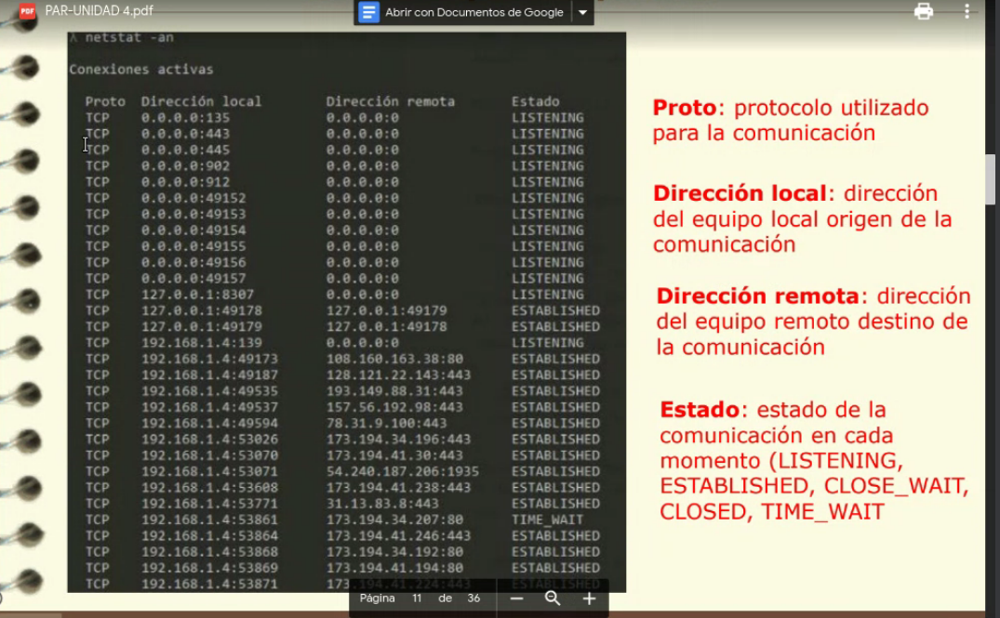 PDF PAR-UNIDAD 4.pdf
Abrir con Documentos de Google
λ netstat -an
Conexiones activas
Proto Dirección local Dirección remota Estado
TCP 0.0.0.0:135 0.0.0.0:0 LISTENING
TCP 0.0.0.0:443 0.0.0.0:0 LISTENING
TCP 0.0.0.0:445 0.0.0.0:0 LISTENING
TCP 0.0.0.0:902 0.0.0.0:0 LISTENING
TCP 0.0.0.0:912 0.0.0.0:0 LISTENING
TCP 0.0.0.0:49152 0.0.0.0:0 LISTENING
TCP 0.0.0.0:49153 0.0.0.0:0 LISTENING
TCP 0.0.0.0:49154 0.0.0.0:0 LISTENING
TCP 0.0.0.0:49155 0.0.0.0:0 LISTENING
TCP 0.0.0.0:49156 0.0.0.0:0 LISTENING
TCP 0.0.0.0:49157 0.0.0.0:0 LISTENING
TCP 127.0.0.1:8307 0.0.0.0:0 LISTENING
TCP 127.0.0.1:49178 127.0.0.1:49179 ESTABLISHED
TCP 127.0.0.1:49179 127.0.0.1:49178 ESTABLISHED
TCP 192.168.1.4:139 0.0.0.0:0 LISTENING
TCP 192.168.1.4:49173 108.160.163.38:80 ESTABLISHED
TCP 192.168.1.4:49187 128.121.22.143:443 ESTABLISHED
TCP 192.168.1.4:49535 193.149.88.31:443 ESTABLISHED
TCP 192.168.1.4:49537 157.56.192.98:443 ESTABLISHED
TCP 192.168.1.4:49594 78.31.9.100:443 ESTABLISHED
TCP 192.168.1.4:53026 173.194.34.196:443 ESTABLISHED
TCP 192.168.1.4:53070 173.194.41.30:443 ESTABLISHED
TCP 192.168.1.4:53071 54.240.187.206:1935 ESTABLISHED
TCP 192.168.1.4:53608 173.194.41.238:443 ESTABLISHED
TCP 192.168.1.4:53771 31.13.83.8:443 ESTABLISHED
TCP 192.168.1.4:53861 173.194.34.207:80 TIME_WAIT
TCP 192.168.1.4:53864 173.194.41.246:443 ESTABLISHED
TCP 192.168.1.4:53868 173.194.34.192:80 ESTABLISHED
TCP 192.168.1.4:53869 173.194.41.194:80 ESTABLISHED
TCP 192.168.1.4:53871 173.194.41.224:443 ESTABLISHED
Proto: protocolo utilizado
para la comunicación
Dirección local: dirección
del equipo local origen de la
comunicación
Dirección remota: dirección
del equipo remoto destino de
la comunicación
Estado: estado de la
comunicación en cada
momento (LISTENING,
ESTABLISHED, CLOSE_WAIT,
CLOSED, TIME_WAIT
Página 11 de 36